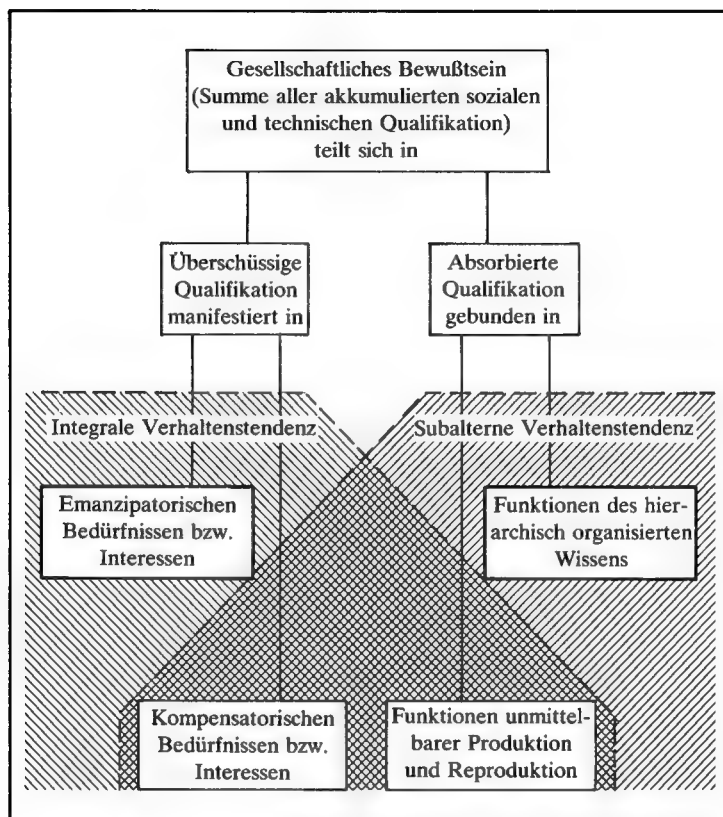 Gesellschaftliches Bewußtsein
(Summe aller akkumulierten sozialen
und technischen Qualifikation)
teilt sich in
Überschüssige
Qualifikation
manifestiert in
Absorbierte
Qualifikation
gebunden in
Integrale Verhaltenstendenz
Subalterne Verhaltenstendenz
Emanzipatorischen
Bedürfnissen bzw.
Interessen
Funktionen des hier-
archisch organisierten
Wissens
Kompensatorischen
Bedürfnissen bzw.
Interessen
Funktionen unmittel-
barer Produktion
und Reproduktion